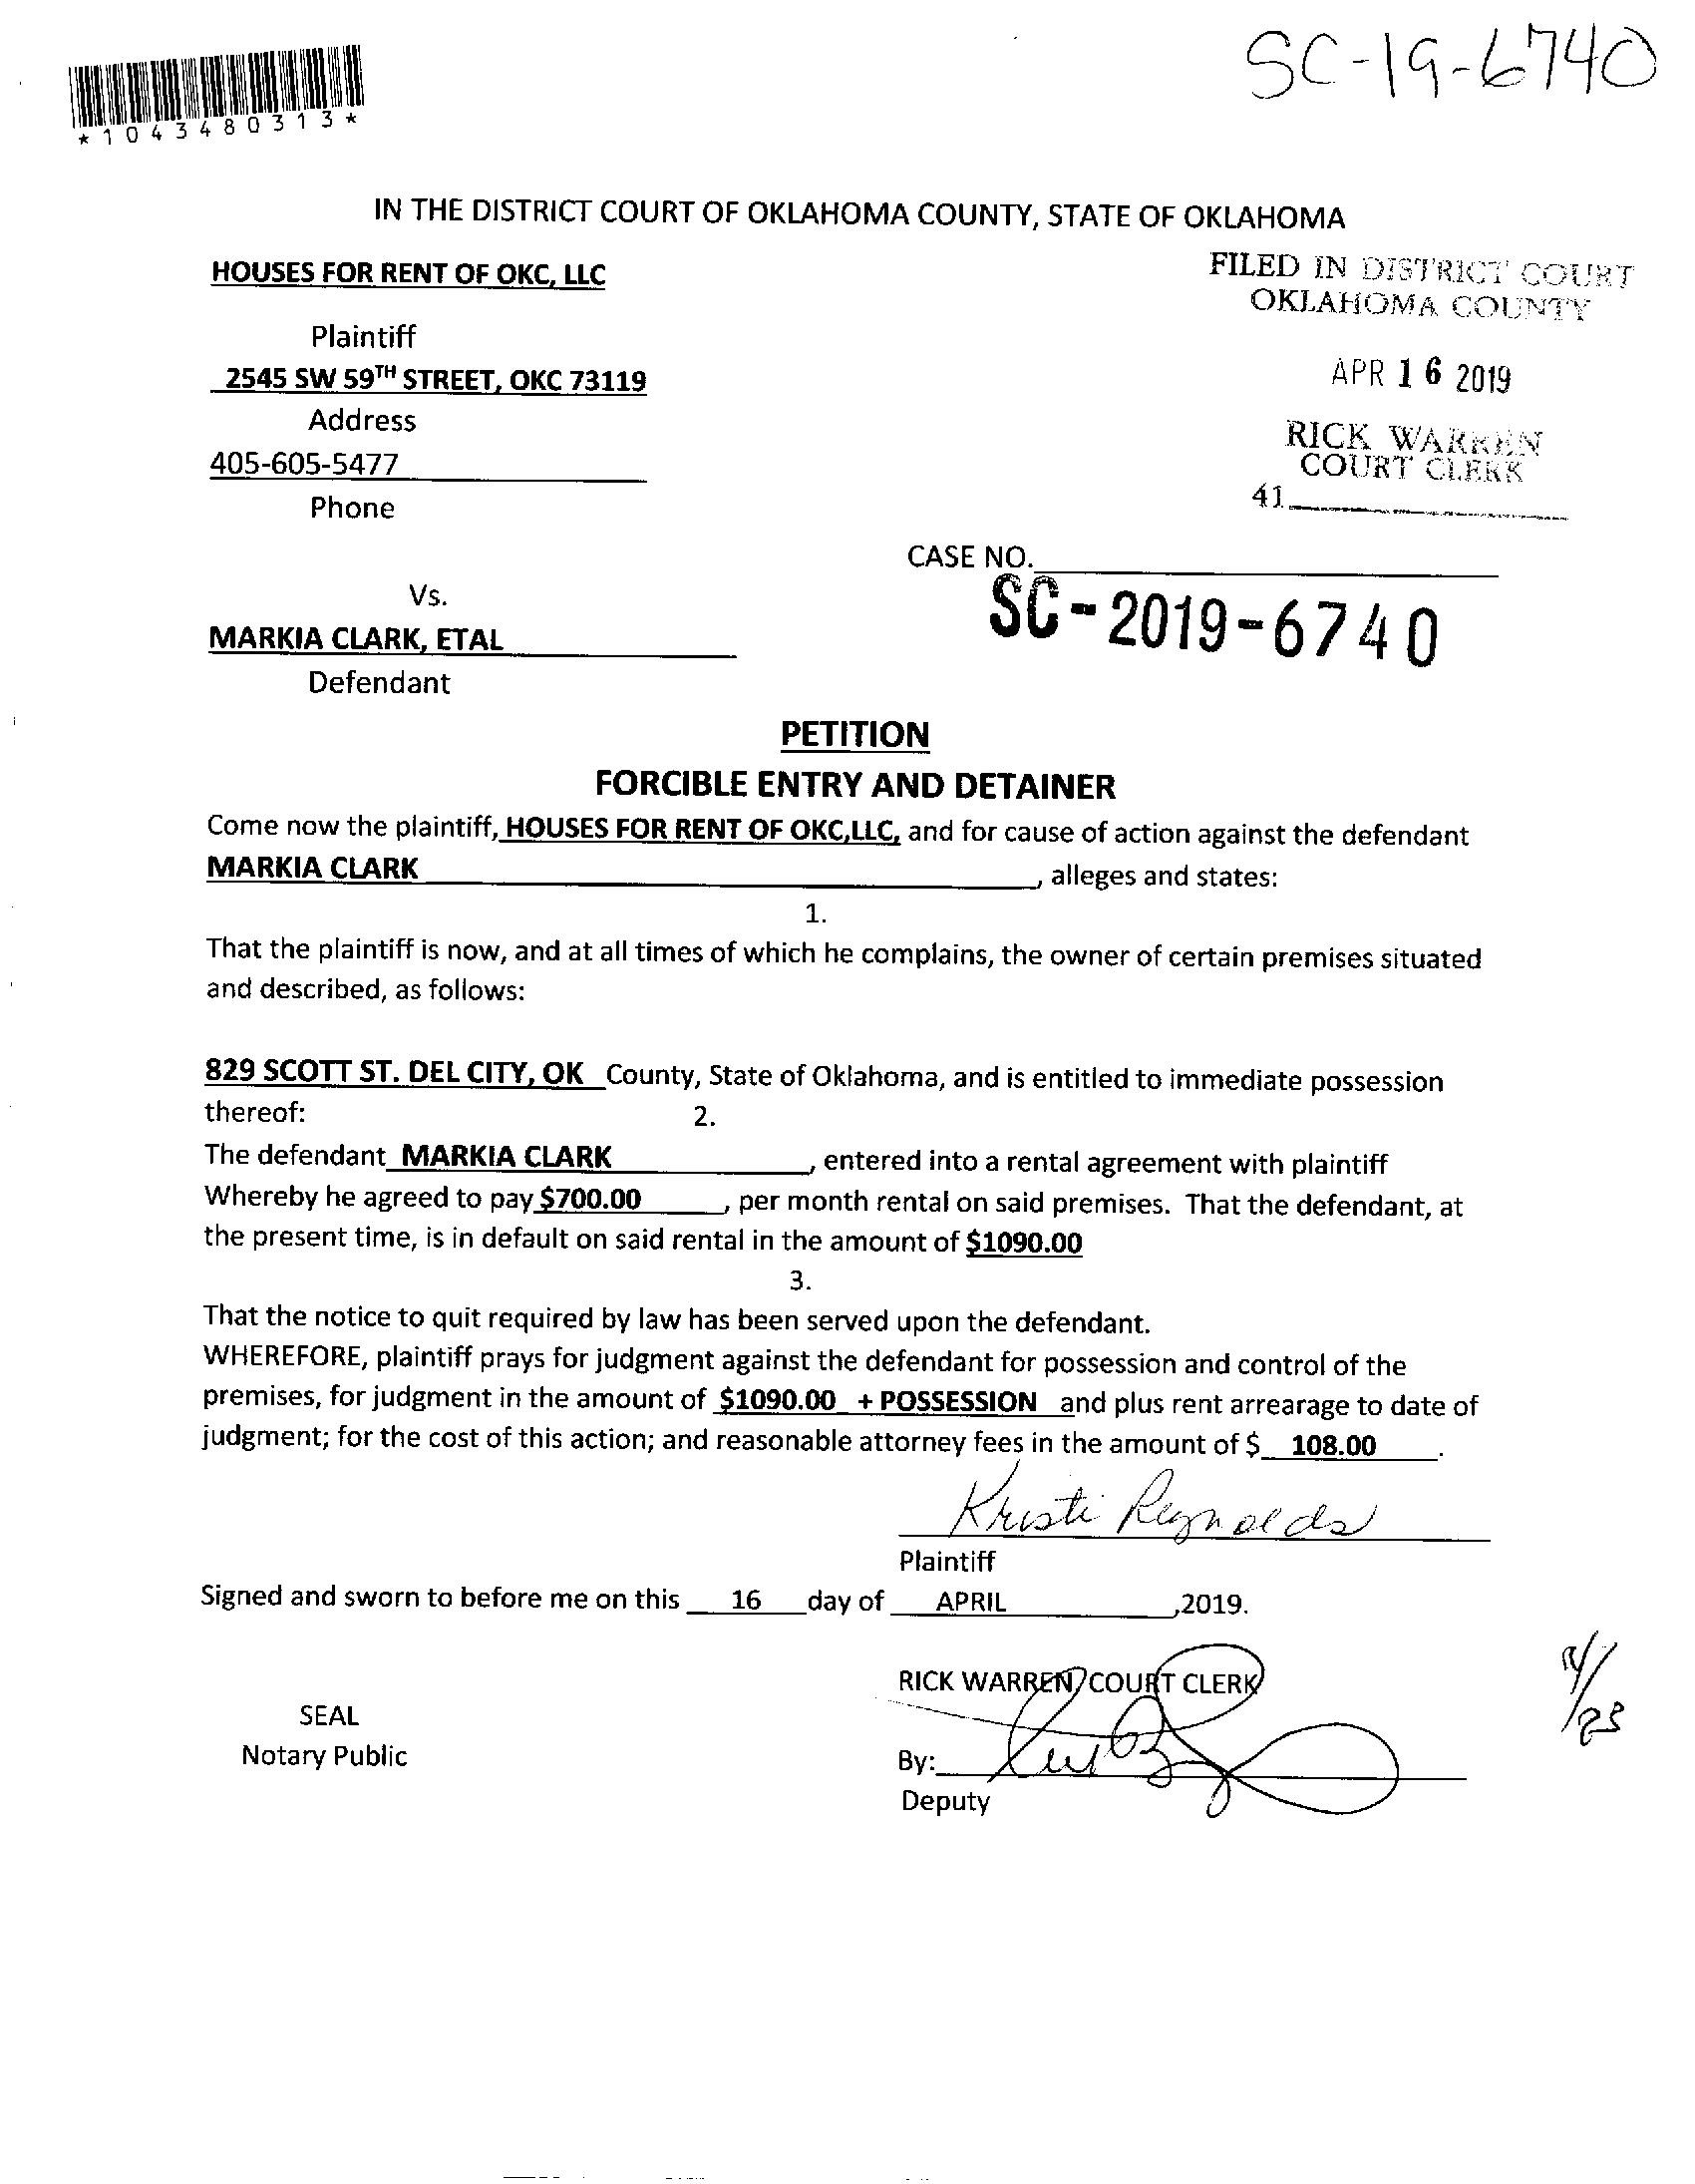 SC-19-6740
*1043480313*
IN THE DISTRICT COURT OF OKLAHOMA COUNTY, STATE OF OKLAHOMA
HOUSES FOR RENT OF OKC, LLC
Plaintiff
2545 SW 59TH STREET, OKC 73119
Address
405-605-5477
Phone
FILED IN DISTRICT COURT
OKLAHOMA COUNTY
APR 16 2019
RICK WARREN
COURT CLERK
41
CASE NO.
SC-2019-6740
Vs.
MARKIA CLARK, ETAL
Defendant
PETITION
FORCIBLE ENTRY AND DETAINER
Come now the plaintiff, HOUSES FOR RENT OF OKC,LLC, and for cause of action against the defendant
MARKIA CLARK, alleges and states:
1.
That the plaintiff is now, and at all times of which he complains, the owner of certain premises situated
and described, as follows:
829 SCOTT ST. DEL CITY, OK County, State of Oklahoma, and is entitled to immediate possession
thereof: 2.
The defendant MARKIA CLARK, entered into a rental agreement with plaintiff
Whereby he agreed to pay $700.00, per month rental on said premises. That the defendant, at
the present time, is in default on said rental in the amount of $1090.00
3.
That the notice to quit required by law has been served upon the defendant.
WHEREFORE, plaintiff prays for judgment against the defendant for possession and control of the
premises, for judgment in the amount of $1090.00 + POSSESSION and plus rent arrearage to date of
judgment; for the cost of this action; and reasonable attorney fees in the amount of $ 108.00.
Kristi Reynolds
Plaintiff
Signed and sworn to before me on this 16 day of APRIL,2019.
RICK WARREN, COURT CLERK
SEAL
Notary Public
By:
Deputy